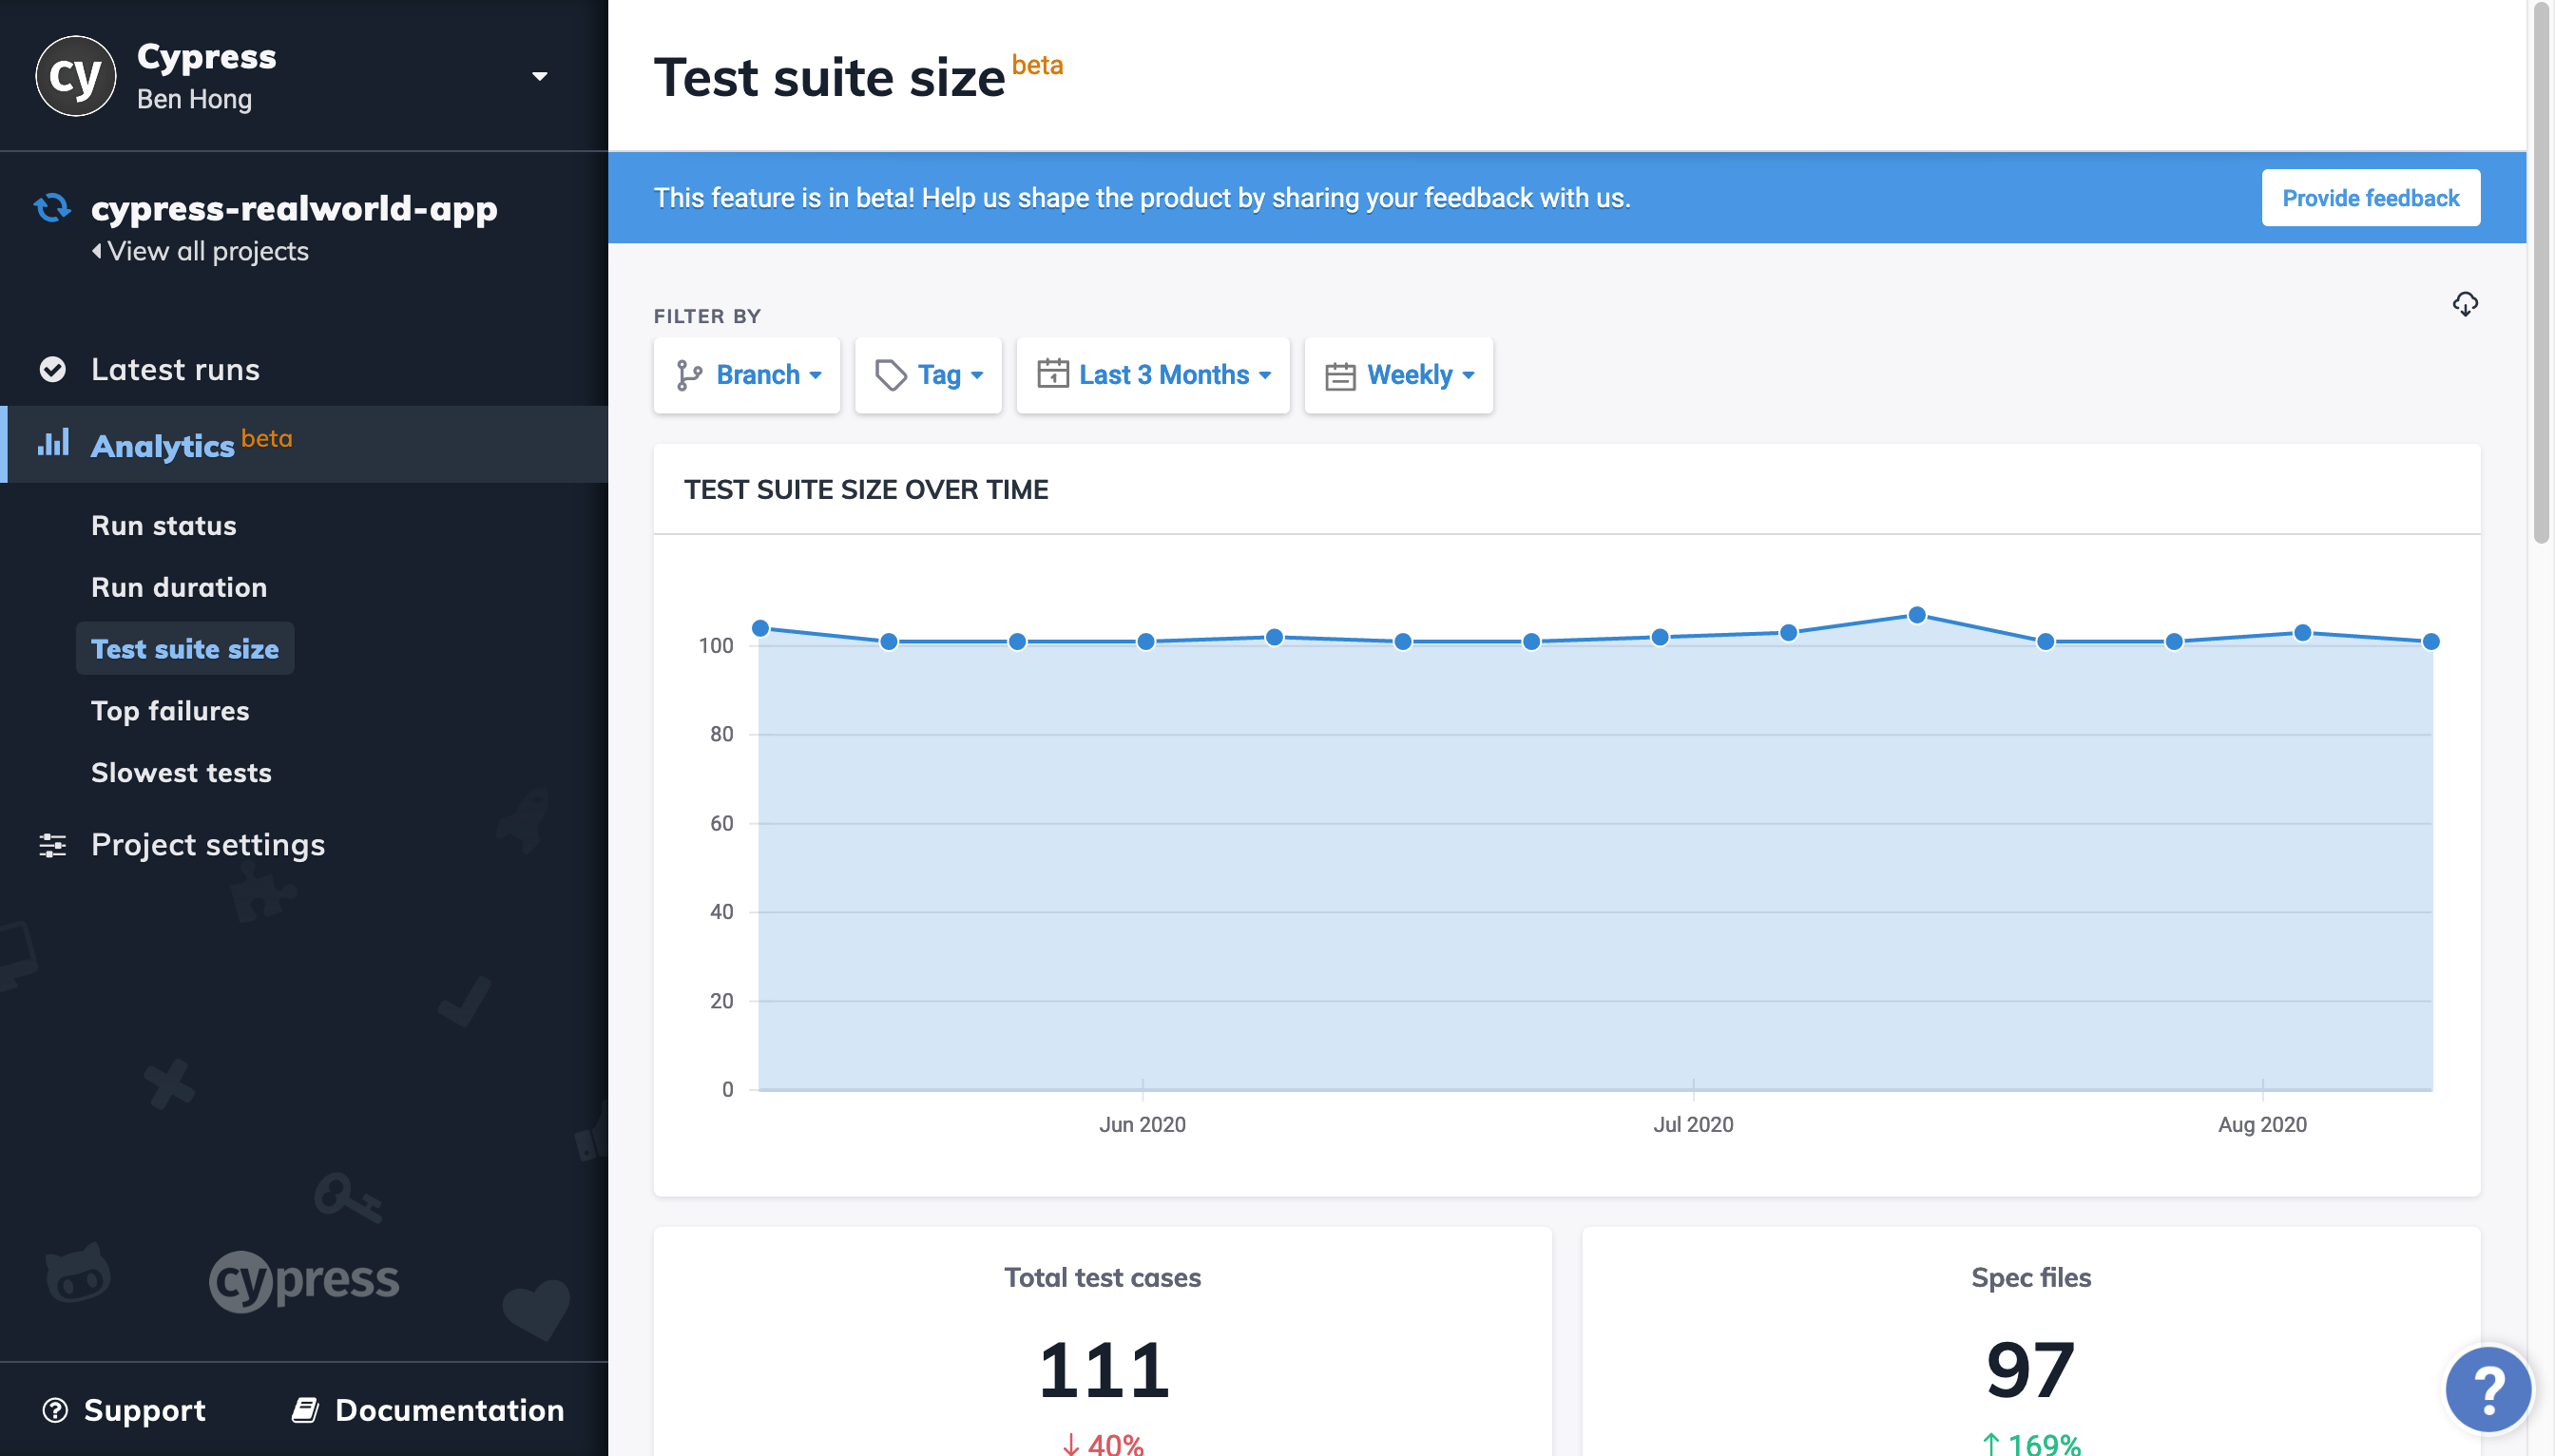 cy
Cypress
Ben Hong
cypress-realworld-app
View all projects
Latest runs
Analytics beta
Run status
Run duration
Test suite size
Top failures
Slowest tests
Project settings
cypress
Support
Documentation
Test suite size beta
This feature is in beta! Help us shape the product by sharing your feedback with us.
Provide feedback
FILTER BY
Branch
Tag
1
Last 3 Months
Weekly
TEST SUITE SIZE OVER TIME
100
80
60
40
20
0
Jun 2020
Jul 2020
Aug 2020
Total test cases
111
↓ 40%
Spec files
97
↑ 169%
?